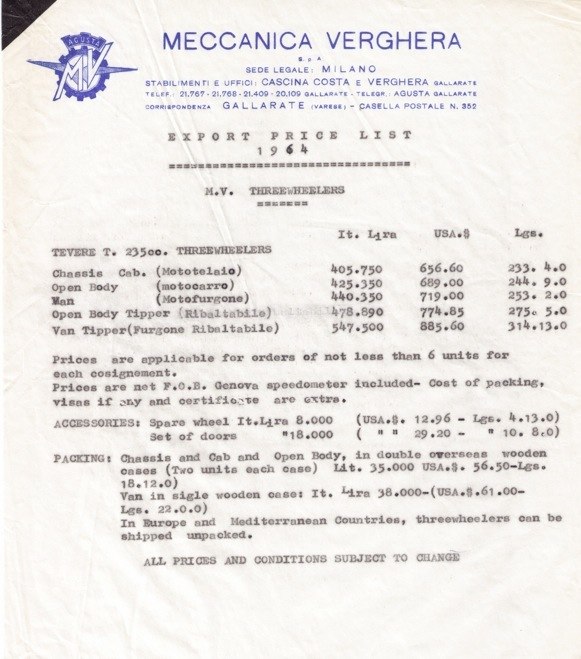 AGUSTA
MV
MECCANICA VERGHERA
S.p.A
SEDE LEGALE: MILANO
STABILIMENTI E UFFICI: CASCINA COSTA E VERGHERA GALLARATE
TELEF.: 21,767 - 21,768 - 21,409 - 20,109 GALLARATE - TELEGR.: AGUSTA GALLARATE
CORRISPONDENZA GALLARATE (VARESE) - CASELLA POSTALE N. 352
EXPORT PRICE LIST
1964
================================
M.V. THREEWHEELERS
=======
It. Lira USA.$ Lgs.
TEVERE T. 235cc. THREEWHEELERS
Chassis Cab. (Mototelaio) 405.750 656.60 233. 4.0
Open Body (motocarro) 425.350 689.00 244. 9.0
Wan (Motofurgone) 440.350 719.00 253. 2.0
Open Body Tipper (Ribaltabile) 478.890 774.85 275. 5.0
Van Tipper(Furgone Ribaltabile) 547.500 885.60 314.13.0
Prices are applicable for orders of not less than 6 units for
each cosignement.
Prices are net F.O.B. Genova speedometer included- Cost of packing,
visas if any and certificate are extra.
ACCESSORIES: Spare wheel It.Lira 8.000 (USA.$. 12.96 - Lgs. 4.13.0)
Set of doors "18.000 ( " " 29.20 - " 10. 8.0)
PACKING: Chassis and Cab and Open Body, in double overseas wooden
cases (Two units each case) Lit. 35.000 USA.$. 56.50-Lgs.
18.12.0)
Van in sigle wooden case: It. Lira 38.000-(USA.$.61.00-
Lgs. 22.0.0)
In Europe and Mediterranean Countries, threewheelers can be
shipped unpacked.
ALL PRICES AND CONDITIONS SUBJECT TO CHANGE